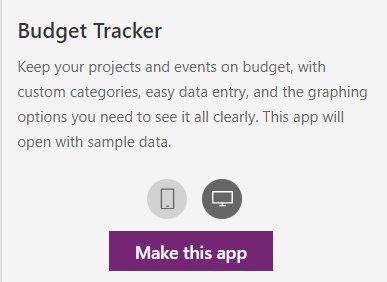 Budget Tracker
Keep your projects and events on budget, with
custom categories, easy data entry, and the graphing
options you need to see it all clearly. This app will
open with sample data.
Make this app